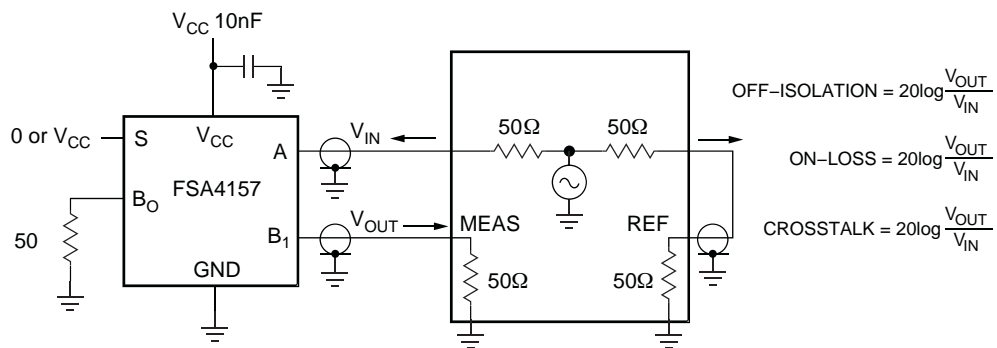 V_CC 10nF
0 or V_CC
S
V_CC
A
V_IN
FSA4157
B_O
50
B_1
V_OUT
GND
50Ω
50Ω
MEAS
REF
50Ω
50Ω
OFF–ISOLATION = 20log V_OUT / V_IN
ON–LOSS = 20log V_OUT / V_IN
CROSSTALK = 20log V_OUT / V_IN